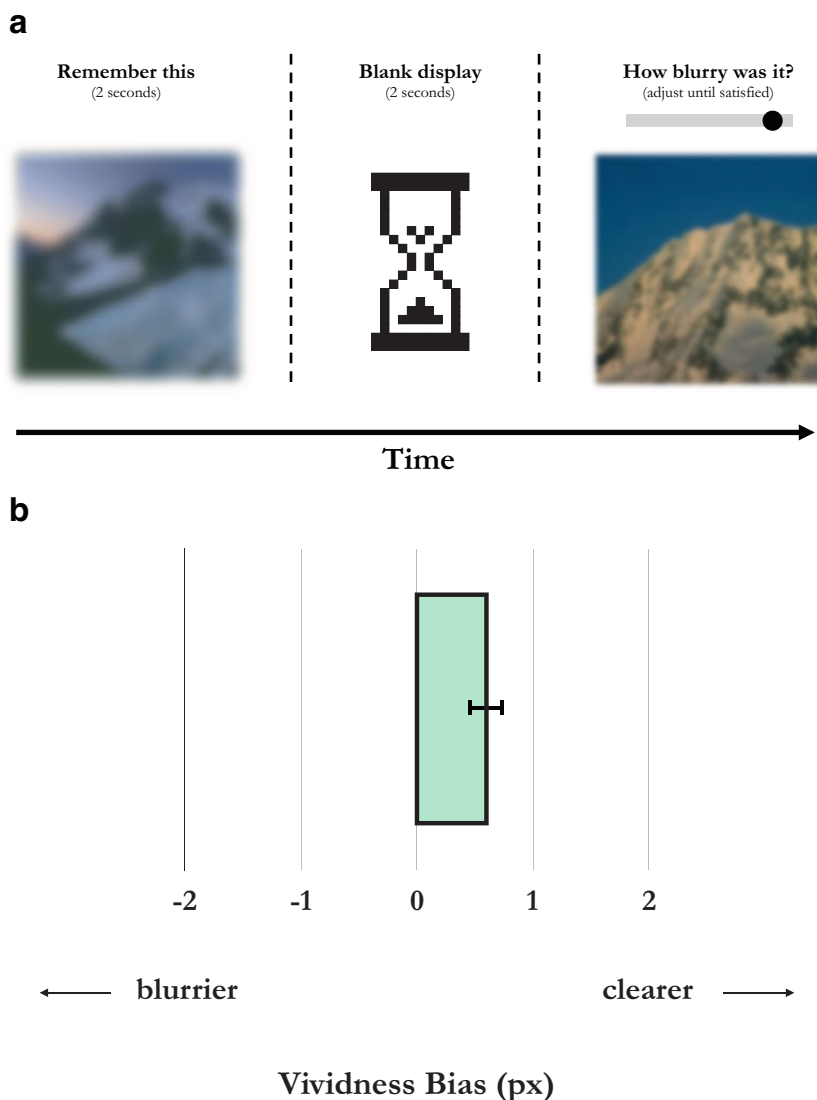 a
Remember this
(2 seconds)
Blank display
(2 seconds)
How blurry was it?
(adjust until satisfied)
Time
b
-2 -1 0 1 2
blurrier clearer
Vividness Bias (px)